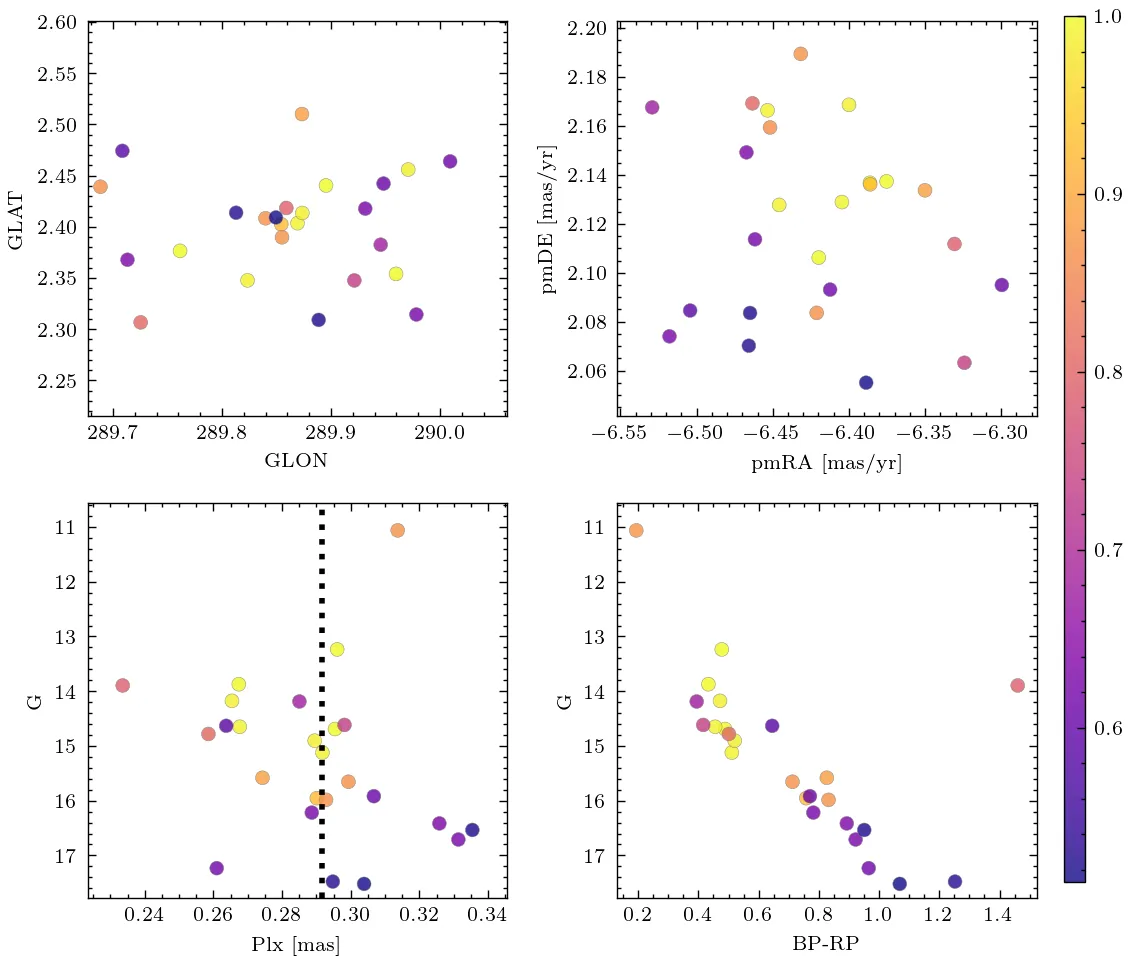 2.60
2.55
2.50
2.45
2.40
2.35
2.30
2.25
GLAT
289.7 289.8 289.9 290.0
GLON
2.20
2.18
2.16
2.14
2.12
2.10
2.08
2.06
pmDE [mas/yr]
−6.55 −6.50 −6.45 −6.40 −6.35 −6.30
pmRA [mas/yr]
11
12
13
14
15
16
17
G
0.24 0.26 0.28 0.30 0.32 0.34
Plx [mas]
11
12
13
14
15
16
17
G
0.2 0.4 0.6 0.8 1.0 1.2 1.4
BP-RP
1.0
0.9
0.8
0.7
0.6